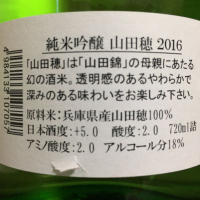 純米吟醸 山田穂 2016
「山田穂」は「山田錦」の母親にあたる
幻の酒米。透明感のあるやわらかで
深みのある味わいをお楽しみ下さい。
原料米:兵庫県産山田穂100%
日本酒度:+5.0 酸度:2.0 720ml詰
アミノ酸度:2.0 アルコール分18%
4984133107057